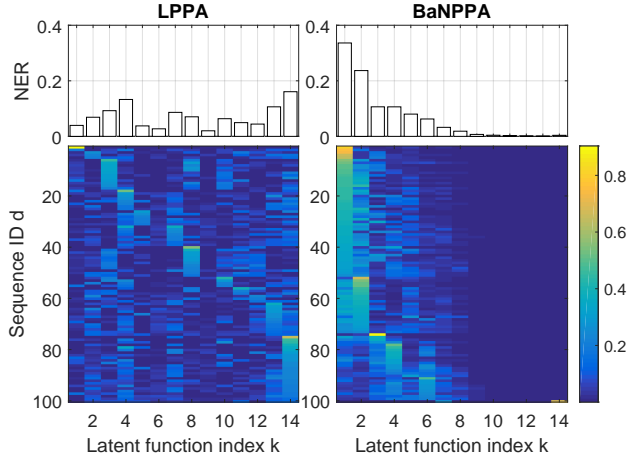 LPPA BaNPPA
NER
0.4 0.4
0.2 0.2
0 0
Sequence ID d
20 20
40 40
60 60
80 80
100 100
0.8
0.6
0.4
0.2
2 4 6 8 10 12 14 2 4 6 8 10 12 14
Latent function index k Latent function index k